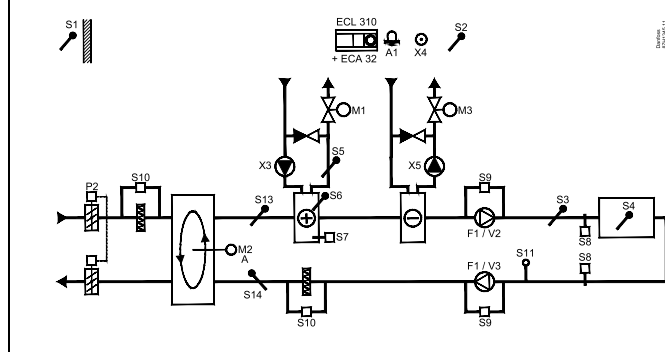 S1
ECL 310
+ ECA 32
A1
X4
S2
M1
M3
S5
X3
X5
P2
S10
S13
S6
S7
S9
F1 / V2
S3
S4
S8
M2
A
S14
S10
F1 / V3
S9
S11
S8
Danfoss